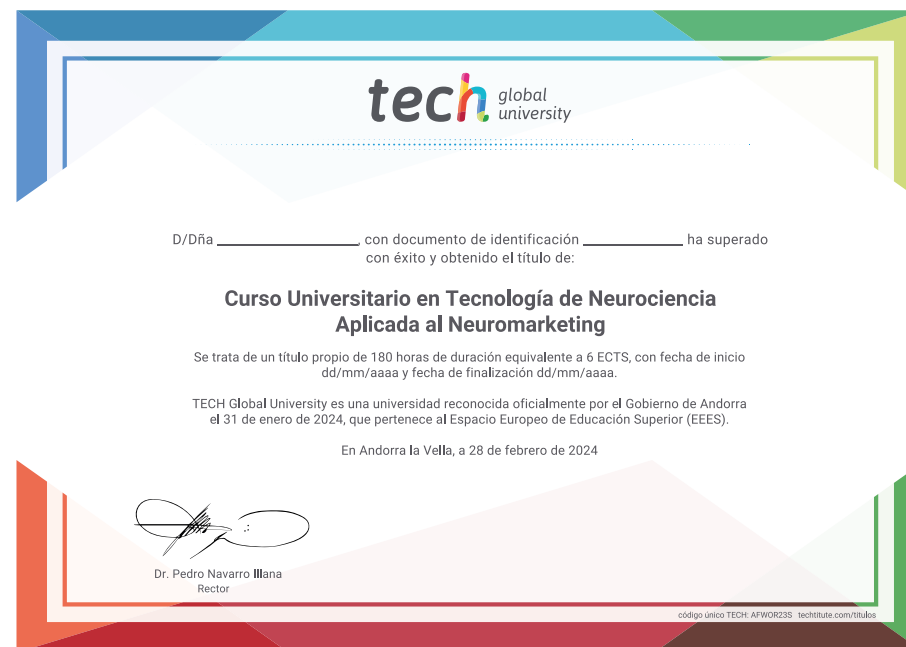 tech global university
D/Dña ______________, con documento de identificación __________ ha superado
con éxito y obtenido el título de:
Curso Universitario en Tecnología de Neurociencia
Aplicada al Neuromarketing
Se trata de un título propio de 180 horas de duración equivalente a 6 ECTS, con fecha de inicio
dd/mm/aaaa y fecha de finalización dd/mm/aaaa.
TECH Global University es una universidad reconocida oficialmente por el Gobierno de Andorra
el 31 de enero de 2024, que pertenece al Espacio Europeo de Educación Superior (EEES).
En Andorra la Vella, a 28 de febrero de 2024
Dr. Pedro Navarro Illana
Rector
código único TECH: AFWOR23S techtitute.com/titulos